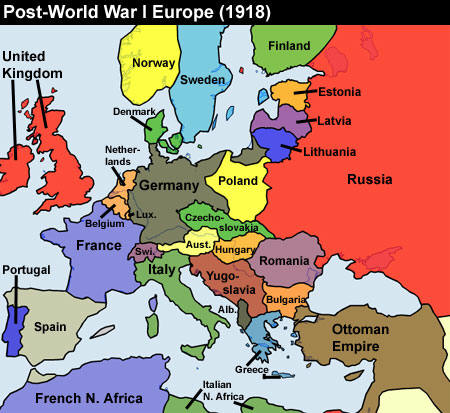 Post-World War I Europe (1918)
Finland
Norway
United
Kingdom
Sweden
Estonia
Denmark
Latvia
Nether-
lands
Lithuania
Germany
Poland
Russia
Belgium
Lux.
Czecho-
slovakia
France
Aust.
Hungary
Swi.
Romania
Portugal
Italy
Yugo-
slavia
Bulgaria
Alb.
Spain
Ottoman
Empire
Greece
Italian
N. Africa
French N. Africa